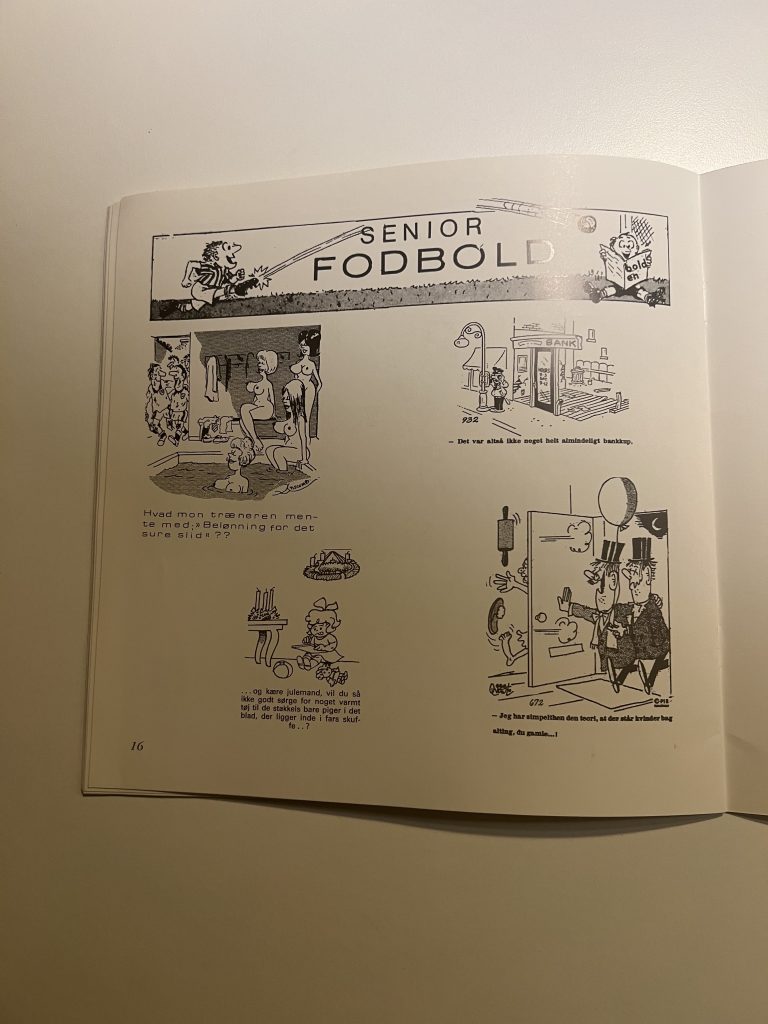 SENIOR
FODBOLD
bold
en
BANK
932
— Det var altså ikke noget helt almindeligt bankkup.
Hvad mon træneren men-
te med;»Belønning for det
sure slid« ??
...og kære julemand, vil du så
ikke godt sørge for noget varmt
tøj til de stakkels bare piger i det
blad, der ligger inde i fars skuf-
fe..?
672
© PIB
— Jeg har simpelthen den teori, at der står kvinder bag
alting, du gamle...!
16